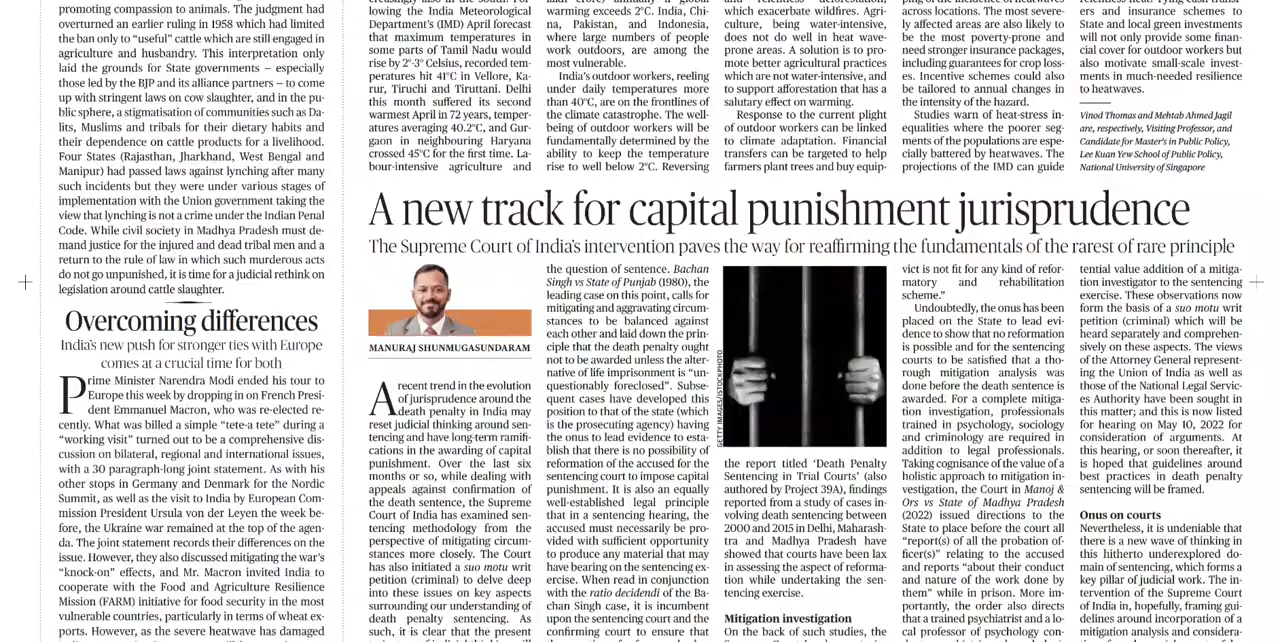 promoting compassion to animals. The judgment had
overturned an earlier ruling in 1958 which had limited
the ban only to “useful” cattle which are still engaged in
agriculture and husbandry. This interpretation only
laid the grounds for State governments – especially
those led by the BJP and its alliance partners – to come
up with stringent laws on cow slaughter, and in the pu-
blic sphere, a stigmatisation of communities such as Da-
lits, Muslims and tribals for their dietary habits and
their dependence on cattle products for a livelihood.
Four States (Rajasthan, Jharkhand, West Bengal and
Manipur) had passed laws against lynching after many
such incidents but they were under various stages of
implementation with the Union government taking the
view that lynching is not a crime under the Indian Penal
Code. While civil society in Madhya Pradesh must de-
mand justice for the injured and dead tribal men and a
return to the rule of law in which such murderous acts
do not go unpunished, it is time for a judicial rethink on
legislation around cattle slaughter.
Overcoming differences
India’s new push for stronger ties with Europe
comes at a crucial time for both
Prime Minister Narendra Modi ended his tour to
Europe this week by dropping in on French Presi-
dent Emmanuel Macron, who was re-elected re-
cently. What was billed a simple “tete-a tete” during a
“working visit” turned out to be a comprehensive dis-
cussion on bilateral, regional and international issues,
with a 30 paragraph-long joint statement. As with his
other stops in Germany and Denmark for the Nordic
Summit, as well as the visit to India by European Com-
mission President Ursula von der Leyen the week be-
fore, the Ukraine war remained at the top of the agen-
da. The joint statement records their differences on the
issue. However, they also discussed mitigating the war’s
“knock-on” effects, and Mr. Macron invited India to
cooperate with the Food and Agriculture Resilience
Mission (FARM) initiative for food security in the most
vulnerable countries, particularly in terms of wheat ex-
ports. However, as the severe heatwave has damaged
lowing the India Meteorological
Department’s (IMD) April forecast
that maximum temperatures in
some parts of Tamil Nadu would
rise by 2°-3° Celsius, recorded tem-
peratures hit 41°C in Vellore, Ka-
rur, Tiruchi and Tiruttani. Delhi
this month suffered its second
warmest April in 72 years, temper-
atures averaging 40.2°C, and Gur-
gaon in neighbouring Haryana
crossed 45°C for the first time. La-
bour-intensive agriculture and
warming exceeds 2°C. India, Chi-
na, Pakistan, and Indonesia,
where large numbers of people
work outdoors, are among the
most vulnerable.
India’s outdoor workers, reeling
under daily temperatures more
than 40°C, are on the frontlines of
the climate catastrophe. The well-
being of outdoor workers will be
fundamentally determined by the
ability to keep the temperature
rise to well below 2°C. Reversing
which exacerbate wildfires. Agri-
culture, being water-intensive,
does not do well in heat wave-
prone areas. A solution is to pro-
mote better agricultural practices
which are not water-intensive, and
to support afforestation that has a
salutary effect on warming.
Response to the current plight
of outdoor workers can be linked
to climate adaptation. Financial
transfers can be targeted to help
farmers plant trees and buy equip-
across locations. The most severe-
ly affected areas are also likely to
be the most poverty-prone and
need stronger insurance packages,
including guarantees for crop loss-
es. Incentive schemes could also
be tailored to annual changes in
the intensity of the hazard.
Studies warn of heat-stress in-
equalities where the poorer seg-
ments of the populations are espe-
cially battered by heatwaves. The
projections of the IMD can guide
ers and insurance schemes to
State and local green investments
will not only provide some finan-
cial cover for outdoor workers but
also motivate small-scale invest-
ments in much-needed resilience
to heatwaves.
Vinod Thomas and Mehtab Ahmed Jagil
are, respectively, Visiting Professor, and
Candidate for Master’s in Public Policy,
Lee Kuan Yew School of Public Policy,
National University of Singapore
A new track for capital punishment jurisprudence
The Supreme Court of India’s intervention paves the way for reaffirming the fundamentals of the rarest of rare principle
MANURAJ SHUNMUGASUNDARAM
A recent trend in the evolution
of jurisprudence around the
death penalty in India may
reset judicial thinking around sen-
tencing and have long-term ramifi-
cations in the awarding of capital
punishment. Over the last six
months or so, while dealing with
appeals against confirmation of
the death sentence, the Supreme
Court of India has examined sen-
tencing methodology from the
perspective of mitigating circum-
stances more closely. The Court
has also initiated a suo motu writ
petition (criminal) to delve deep
into these issues on key aspects
surrounding our understanding of
death penalty sentencing. As
such, it is clear that the present
the question of sentence. Bachan
Singh vs State of Punjab (1980), the
leading case on this point, calls for
mitigating and aggravating circum-
stances to be balanced against
each other and laid down the prin-
ciple that the death penalty ought
not to be awarded unless the alter-
native of life imprisonment is “un-
questionably foreclosed”. Subse-
quent cases have developed this
position to that of the state (which
is the prosecuting agency) having
the onus to lead evidence to esta-
blish that there is no possibility of
reformation of the accused for the
sentencing court to impose capital
punishment. It is also an equally
well-established legal principle
that in a sentencing hearing, the
accused must necessarily be pro-
vided with sufficient opportunity
to produce any material that may
have bearing on the sentencing ex-
ercise. When read in conjunction
with the ratio decidendi of the Ba-
chan Singh case, it is incumbent
upon the sentencing court and the
confirming court to ensure that
GETTY IMAGES/ISTOCKPHOTO
the report titled ‘Death Penalty
Sentencing in Trial Courts’ (also
authored by Project 39A), findings
reported from a study of cases in-
volving death sentencing between
2000 and 2015 in Delhi, Maharash-
tra and Madhya Pradesh have
shown that courts have been lax
in assessing the aspect of reforma-
tion while undertaking the sen-
tencing exercise.
Mitigation investigation
On the back of such studies, the
vict is not fit for any kind of refor-
matory and rehabilitation
scheme.”
Undoubtedly, the onus has been
placed on the State to lead evi-
dence to show that no reformation
is possible and for the sentencing
courts to be satisfied that a tho-
rough mitigation analysis was
done before the death sentence is
awarded. For a complete mitiga-
tion investigation, professionals
trained in psychology, sociology
and criminology are required in
addition to legal professionals.
Taking cognisance of the value of a
holistic approach to mitigation in-
vestigation, the Court in Manoj &
Ors vs State of Madhya Pradesh
(2022) issued directions to the
State to place before the court all
“report(s) of all the probation of-
ficer(s)” relating to the accused
and reports “about their conduct
and nature of the work done by
them” while in prison. More im-
portantly, the order also directs
that a trained psychiatrist and a lo-
cal professor of psychology con-
tential value addition of a mitiga-
tion investigator to the sentencing
exercise. These observations now
form the basis of a suo motu writ
petition (criminal) which will be
heard separately and comprehen-
sively on these aspects. The views
of the Attorney General represent-
ing the Union of India as well as
those of the National Legal Servic-
es Authority have been sought in
this matter; and this is now listed
for hearing on May 10, 2022 for
consideration of arguments. At
this hearing, or soon thereafter, it
is hoped that guidelines around
best practices in death penalty
sentencing will be framed.
Onus on courts
Nevertheless, it is undeniable that
there is a new wave of thinking in
this hitherto underexplored do-
main of sentencing, which forms a
key pillar of judicial work. The in-
tervention of the Supreme Court
of India in, hopefully, framing gui-
delines around incorporation of a
mitigation analysis and consider-